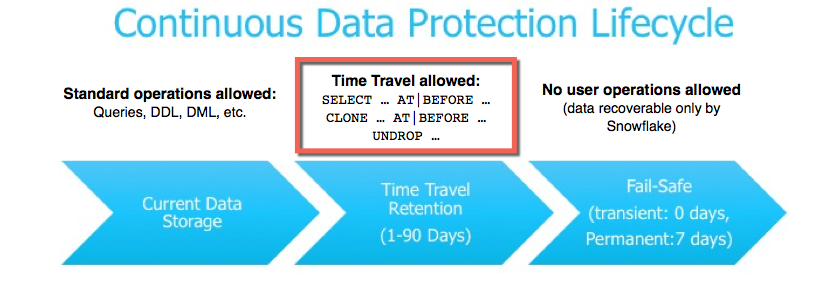 Continuous Data Protection Lifecycle
Standard operations allowed:
Queries, DDL, DML, etc.
Time Travel allowed:
SELECT … AT|BEFORE …
CLONE … AT|BEFORE …
UNDROP …
No user operations allowed
(data recoverable only by
Snowflake)
Current Data
Storage
Time Travel
Retention
(1-90 Days)
Fail-Safe
(transient: 0 days,
Permanent:7 days)